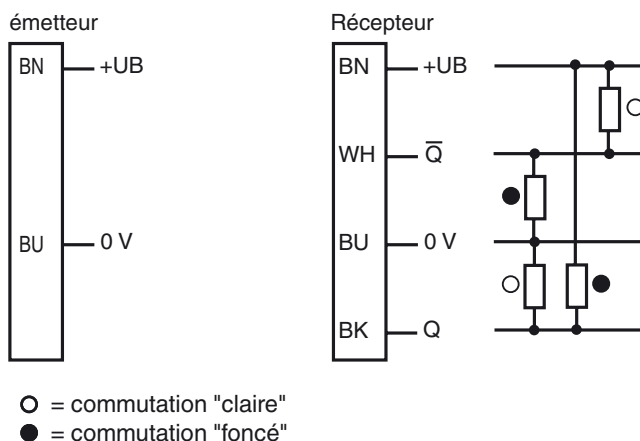 émetteur
BN
+UB
BU
0 V
Récepteur
BN
+UB
WH
Q̅
BU
0 V
BK
Q
= commutation "claire"
= commutation "foncé"